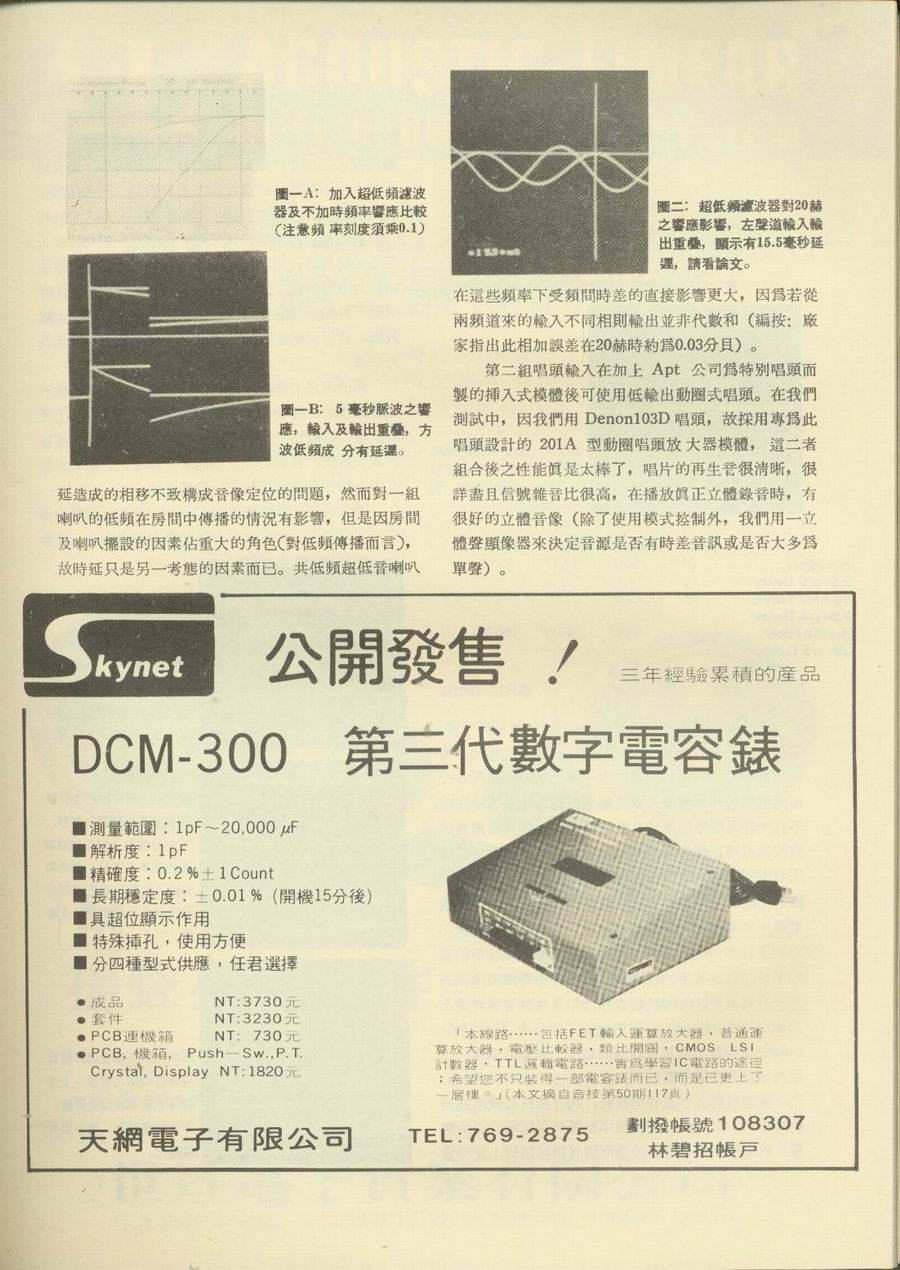 圖一A: 加入超低頻濾波
器及不加時頻率響應比較
(注意頻 率刻度須乘0.1)
圖一B: 5 毫秒脈波之響
應, 輸入及輸出重疊, 方
波低頻成 分有延遲。
延造成的相移不致構成音像定位的問題, 然而對一組
喇叭的低頻在房間中傳播的情況有影響, 但是因房間
及喇叭擺設的因素佔重大的角色(對低頻傳播而言),
故時延只是另一考態的因素而已。共低頻超低音喇叭
圖二: 超低頻濾波器對20赫
之響應影響, 左聲道輸入輸
出重疊, 顯示有15.5毫秒延
遲, 請看論文。
在這些頻率下受頻間時差的直接影響更大, 因爲若從
兩頻道來的輸入不同相則輸出並非代數和 (編按: 廠
家指出此相加誤差在20赫時約爲0.03分貝) 。
第二組唱頭輸入在加上 Apt 公司爲特別唱頭而
製的挿入式模體後可使用低輸出動圈式唱頭。在我們
測試中, 因我們用 Denon103D 唱頭, 故採用專爲此
唱頭設計的 201A 型動圈唱頭放 大器模體, 這二者
組合後之性能眞是太棒了, 唱片的再生音很清晰, 很
詳盡且信號雜音比很高, 在播放眞正立體錄音時, 有
很好的立體音像 (除了使用模式控制外, 我們用一立
體聲顯像器來決定音源是否有時差音訊或是否大多爲
單聲) 。
Skynet
公開發售 !
三年經驗累積的產品
DCM-300 第三代數字電容錶
■測量範圍：1pF～20,000 μF
■解析度：1pF
■精確度：0.2%±1Count
■長期穩定度：±0.01% (開機15分後)
■具超位顯示作用
■特殊揷孔，使用方便
■分四種型式供應，任君選擇
●成品 NT:3730元
●套件 NT:3230元
●PCB連機箱 NT: 730元
●PCB, 機箱, Push—Sw.,P.T.
Crystal, Display NT:1820元
「本線路……包括FET輸入運算放大器，普通運
算放大器，電壓比較器，類比開關，CMOS LSI
計數器，TTL邏輯電路……實爲學習IC電路的途徑
；希望您不只裝得一部電容錶而已，而是已更上了
一層樓。」(本文摘自音技第50期117頁)
天網電子有限公司
TEL:769-2875
劃撥帳號108307
林碧招帳戶